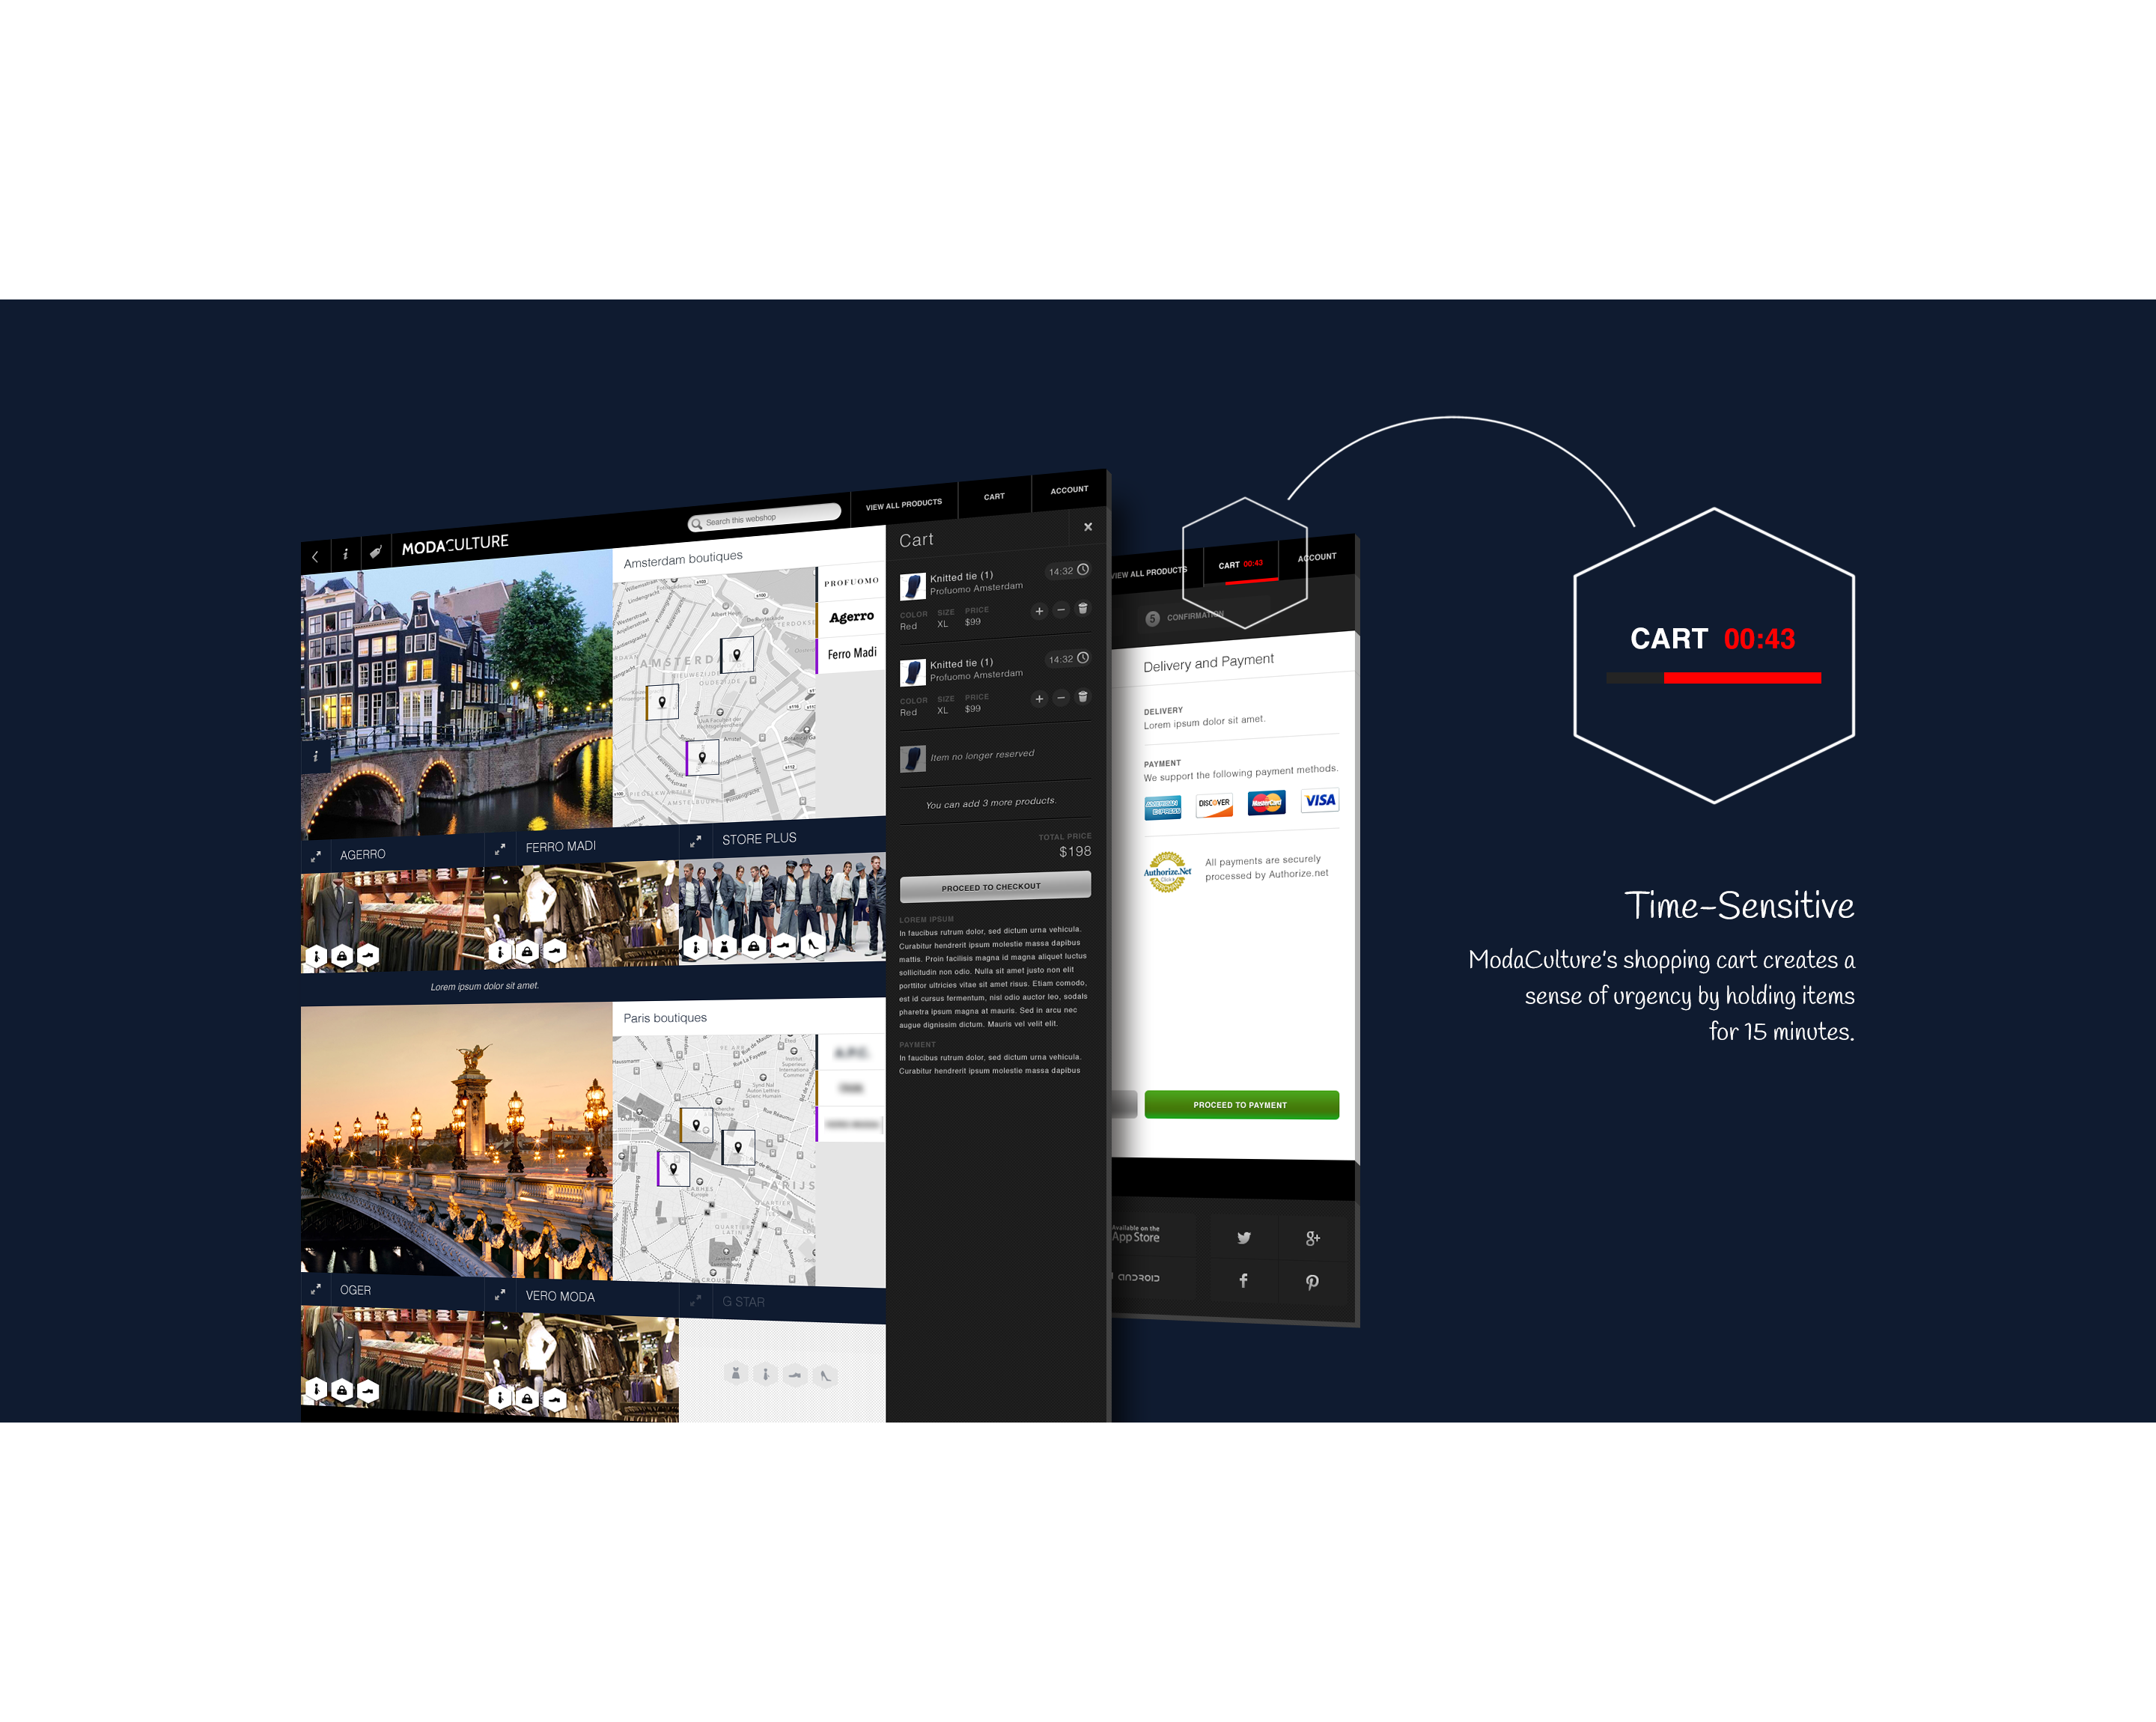 MODACULTURE
Search this webshop
VIEW ALL PRODUCTS
CART
ACCOUNT
Amsterdam boutiques
PROFUOMO
Agerro
Ferro Madi
AGERRO
FERRO MADI
STORE PLUS
Lorem ipsum dolor sit amet.
Paris boutiques
PARIJS
OGER
VERO MODA
G STAR
Cart
Knitted tie (1)
Profuomo Amsterdam
14:32
COLOR SIZE PRICE
Red XL $99
Knitted tie (1)
Profuomo Amsterdam
14:32
COLOR SIZE PRICE
Red XL $99
Item no longer reserved
You can add 3 more products.
TOTAL PRICE
$198
PROCEED TO CHECKOUT
LOREM IPSUM
In faucibus rutrum dolor, sed dictum urna vehicula.
Curabitur hendrerit ipsum molestie massa dapibus
mattis. Proin facilisis magna id magna aliquet luctus
sollicitudin non odio. Nulla sit amet justo non elit
porttitor ultricies vitae sit amet risus. Etiam comodo,
est id cursus fermentum, nisl odio auctor leo, sodals
pharetra ipsum magna at mauris. Sed in arcu nec
augue dignissim dictum. Mauris vel velit elit.
PAYMENT
In faucibus rutrum dolor, sed dictum urna vehicula.
Curabitur hendrerit ipsum molestie massa dapibus
VIEW ALL PRODUCTS
CART 00:43
ACCOUNT
5 CONFIRMATION
Delivery and Payment
DELIVERY
Lorem ipsum dolor sit amet.
PAYMENT
We support the following payment methods.
AMERICAN EXPRESS
DISCOVER
MasterCard
VISA
Authorize.Net
All payments are securely
processed by Authorize.net
PROCEED TO PAYMENT
Available on the
App Store
ANDROID
CART 00:43
Time-Sensitive
ModaCulture's shopping cart creates a
sense of urgency by holding items
for 15 minutes.